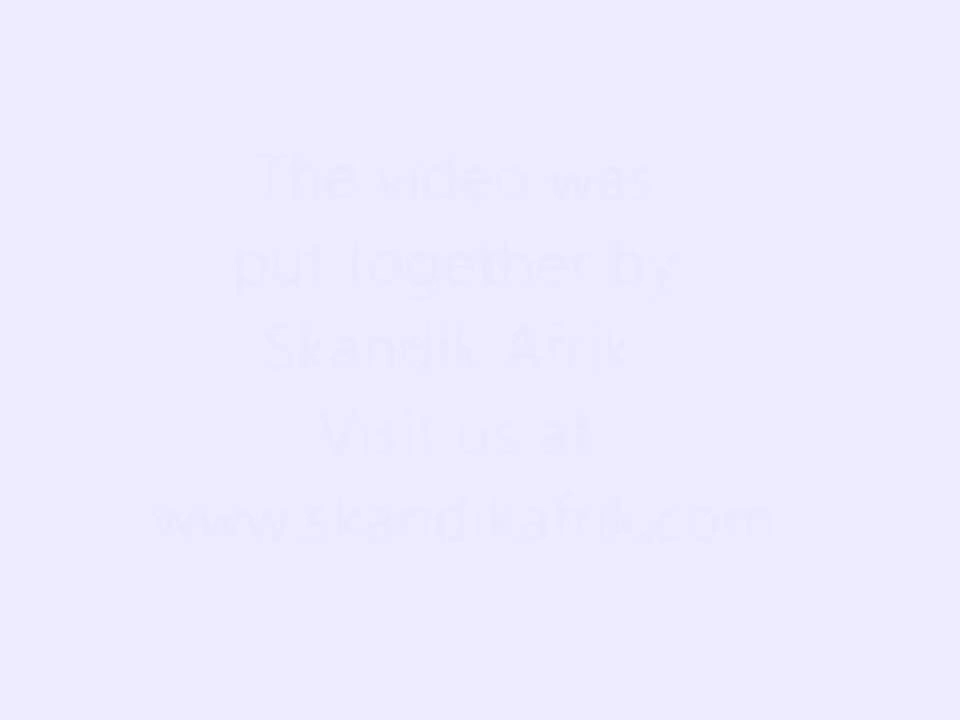 The video was
put together by
Skandik Afrik
Visit us at
www.skandikafrik.com